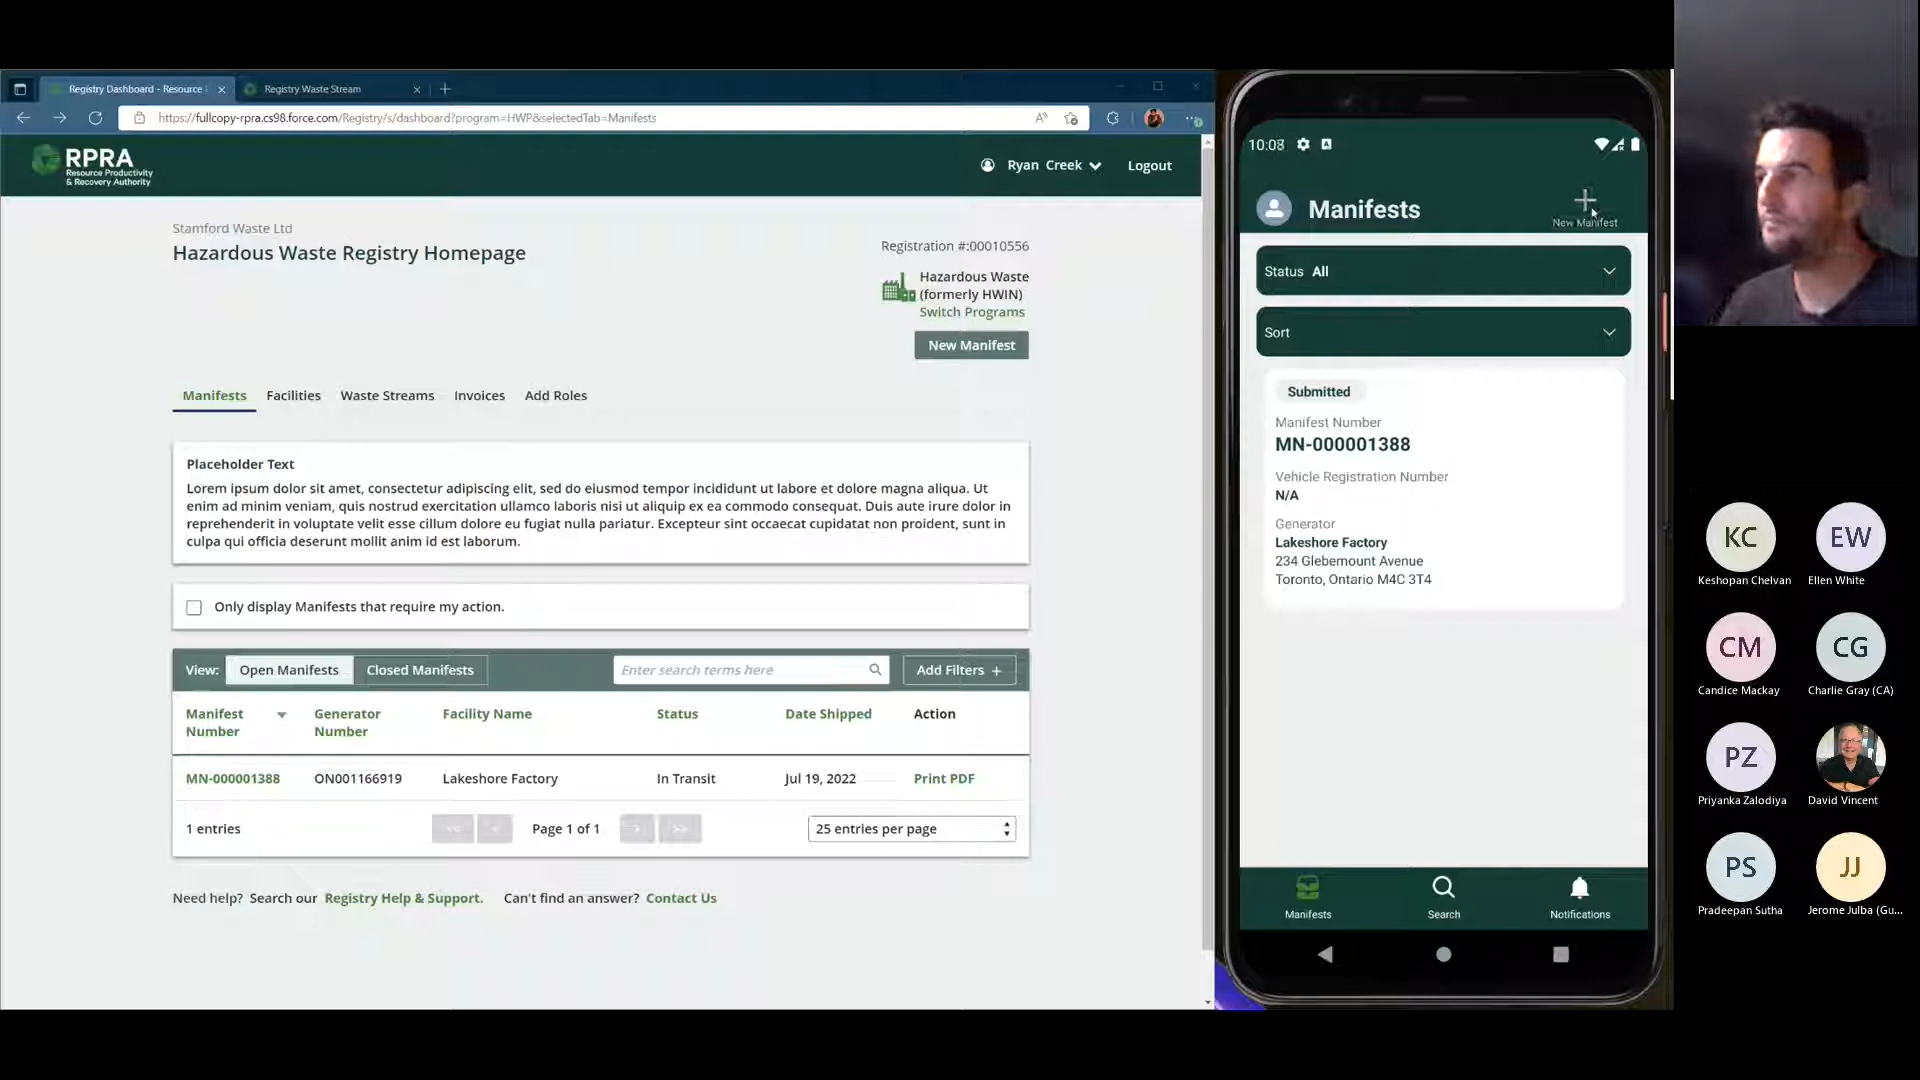 Registry Dashboard - Resource
Registry Waste Stream
https://fullcopy-rpra.cs98.force.com/Registry/s/dashboard?program=HWP&selectedTab=Manifests
RPRA
Resource Productivity
& Recovery Authority
Ryan Creek
Logout
Stamford Waste Ltd
Hazardous Waste Registry Homepage
Registration #:00010556
Hazardous Waste
(formerly HWIN)
Switch Programs
New Manifest
Manifests Facilities Waste Streams Invoices Add Roles
Placeholder Text
Lorem ipsum dolor sit amet, consectetur adipiscing elit, sed do eiusmod tempor incididunt ut labore et dolore magna aliqua. Ut
enim ad minim veniam, quis nostrud exercitation ullamco laboris nisi ut aliquip ex ea commodo consequat. Duis aute irure dolor in
reprehenderit in voluptate velit esse cillum dolore eu fugiat nulla pariatur. Excepteur sint occaecat cupidatat non proident, sunt in
culpa qui officia deserunt mollit anim id est laborum.
Only display Manifests that require my action.
View: Open Manifests Closed Manifests Enter search terms here Add Filters +
Manifest Number Generator Number Facility Name Status Date Shipped Action
MN-000001388 ON001166919 Lakeshore Factory In Transit Jul 19, 2022 Print PDF
1 entries << < Page 1 of 1 > >> 25 entries per page
Need help? Search our Registry Help & Support. Can't find an answer? Contact Us
10:08
Manifests
New Manifest
Status All
Sort
Submitted
Manifest Number
MN-000001388
Vehicle Registration Number
N/A
Generator
Lakeshore Factory
234 Glebemount Avenue
Toronto, Ontario M4C 3T4
Manifests Search Notifications
KC EW
Keshopan Chelvan Ellen White
CM CG
Candice Mackay Charlie Gray (CA)
PZ
Priyanka Zalodiya David Vincent
PS JJ
Pradeepan Sutha Jerome Julba (Gu...